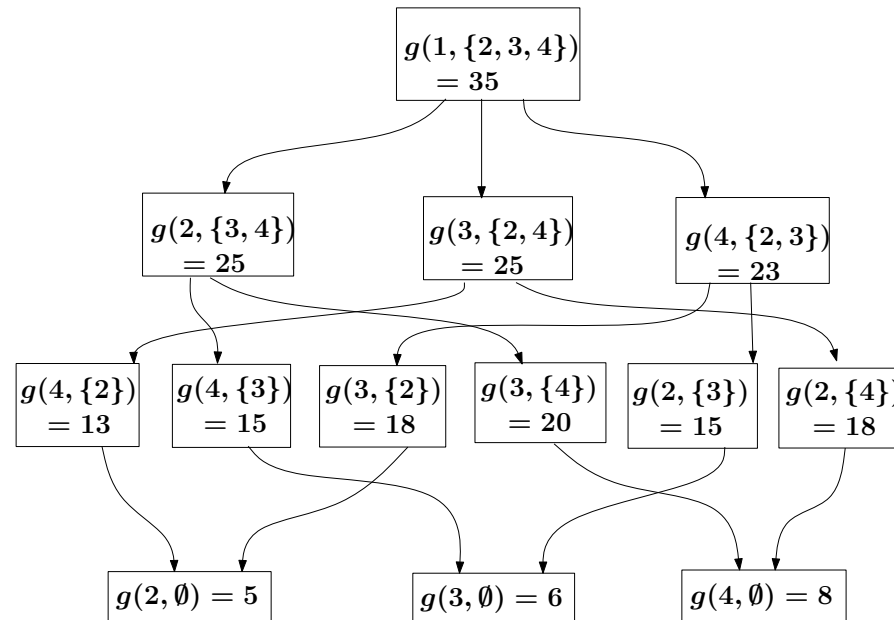 g(1, {2, 3, 4})
= 35
g(2, {3, 4})
= 25
g(3, {2, 4})
= 25
g(4, {2, 3})
= 23
g(4, {2})
= 13
g(4, {3})
= 15
g(3, {2})
= 18
g(3, {4})
= 20
g(2, {3})
= 15
g(2, {4})
= 18
g(2, ∅) = 5
g(3, ∅) = 6
g(4, ∅) = 8